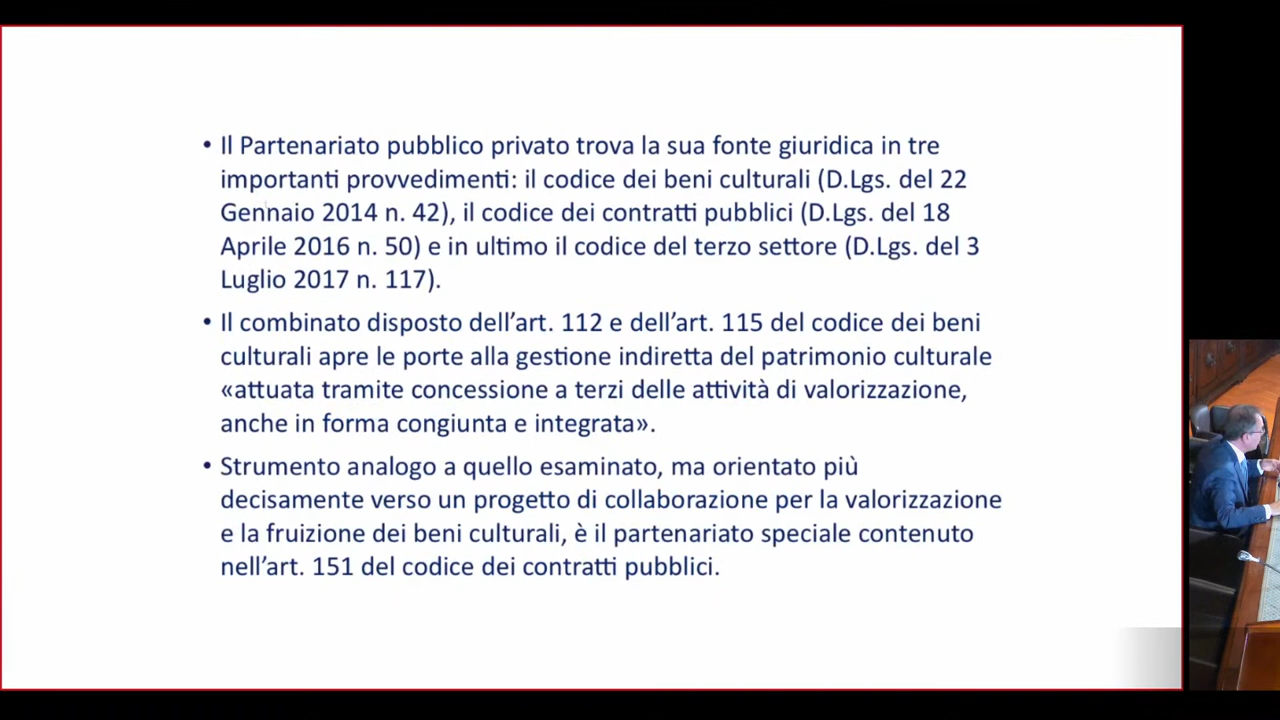 • Il Partenariato pubblico privato trova la sua fonte giuridica in tre
importanti provvedimenti: il codice dei beni culturali (D.Lgs. del 22
Gennaio 2014 n. 42), il codice dei contratti pubblici (D.Lgs. del 18
Aprile 2016 n. 50) e in ultimo il codice del terzo settore (D.Lgs. del 3
Luglio 2017 n. 117).
• Il combinato disposto dell’art. 112 e dell’art. 115 del codice dei beni
culturali apre le porte alla gestione indiretta del patrimonio culturale
«attuata tramite concessione a terzi delle attività di valorizzazione,
anche in forma congiunta e integrata».
• Strumento analogo a quello esaminato, ma orientato più
decisamente verso un progetto di collaborazione per la valorizzazione
e la fruizione dei beni culturali, è il partenariato speciale contenuto
nell’art. 151 del codice dei contratti pubblici.